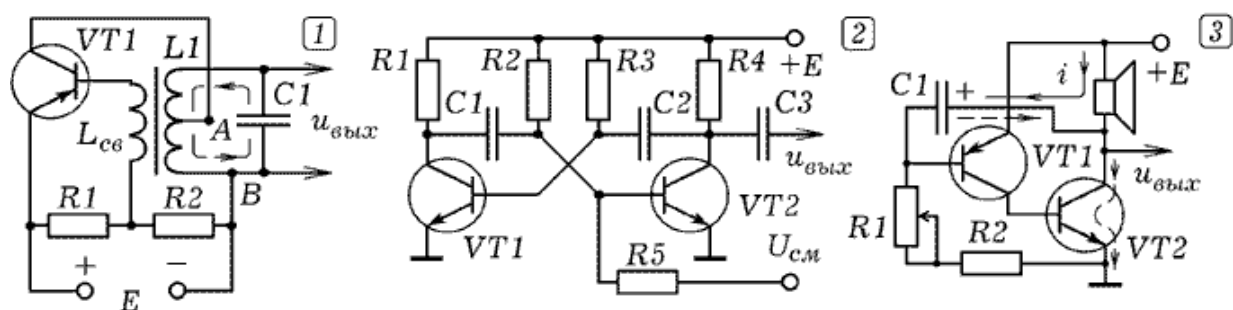 VT1 L1 1
C1
A
Lсв
uвых
R1 R2 B
+ −
E
R1 R2 R3 R4 +E 2
C1 C2 C3
uвых
VT2
VT1 R5 Uсм
3
i +E
C1 +
VT1
uвых
R1 R2
VT2